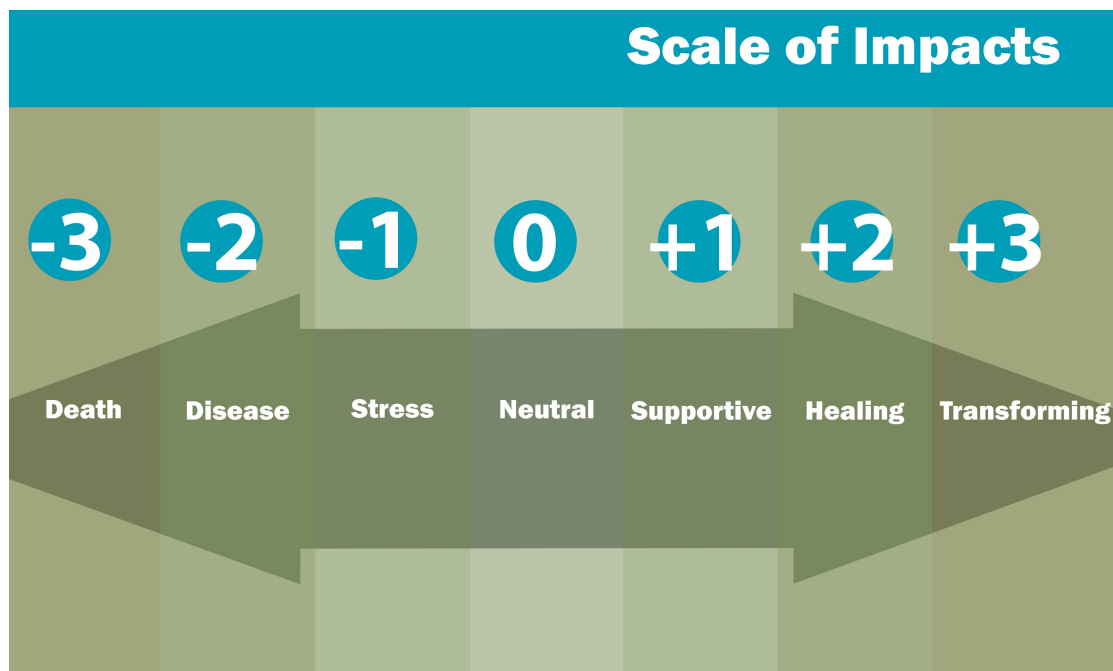 Scale of Impacts
-3 -2 -1 0 +1 +2 +3
Death Disease Stress Neutral Supportive Healing Transforming